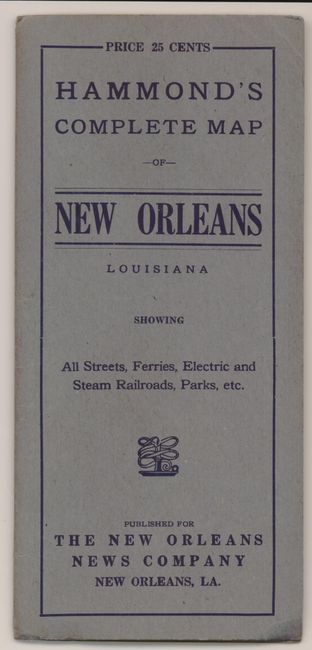 PRICE 25 CENTS
HAMMOND'S
COMPLETE MAP
—OF—
NEW ORLEANS
LOUISIANA
SHOWING
All Streets, Ferries, Electric and
Steam Railroads, Parks, etc.
PUBLISHED FOR
THE NEW ORLEANS
NEWS COMPANY
NEW ORLEANS, LA.